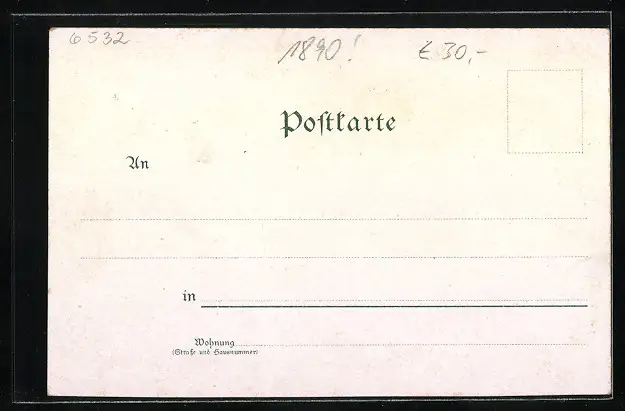 6532 1890! € 30,-
Postkarte
An
in
Wohnung
(Straße und Hausnummer)